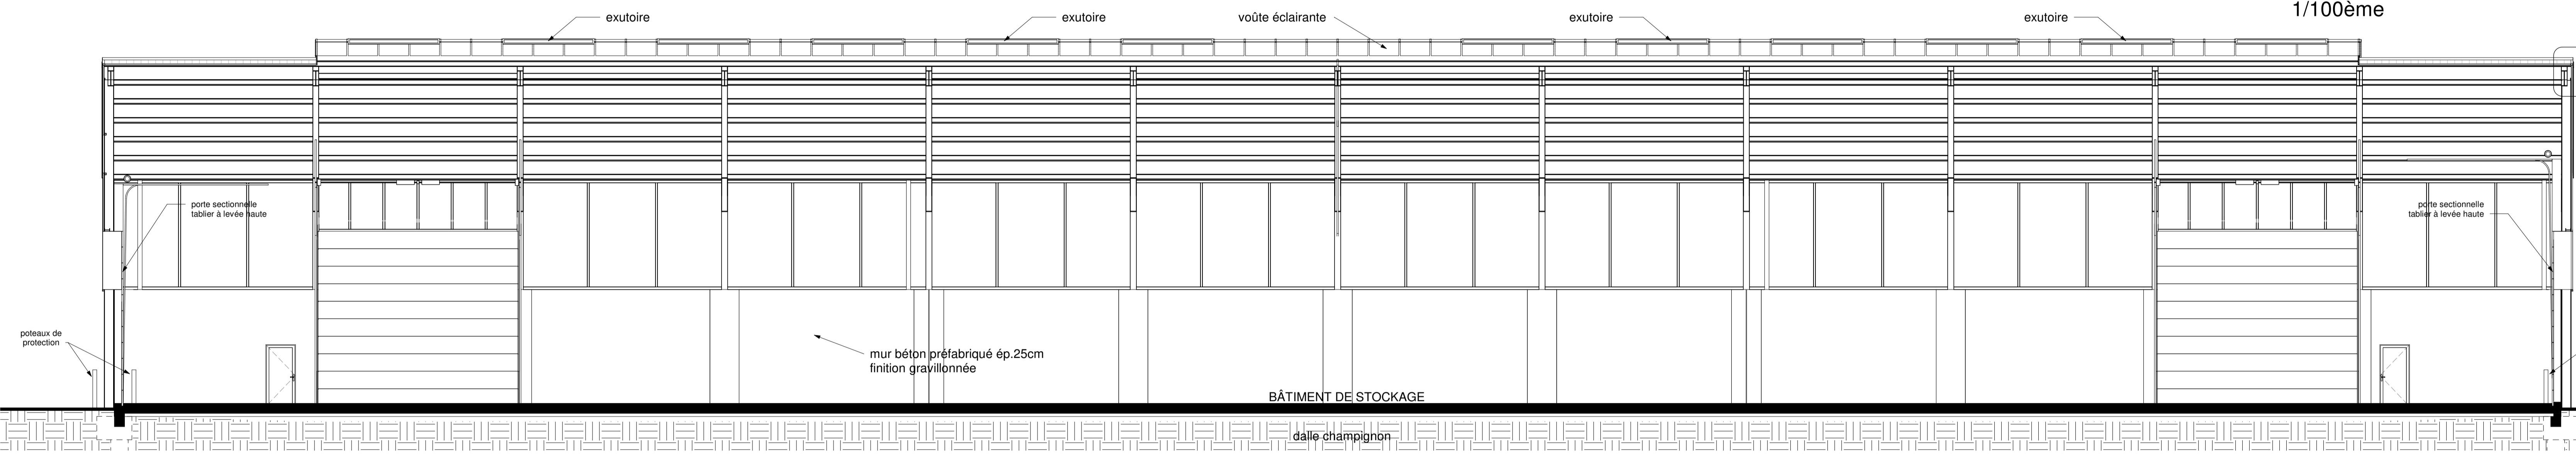 1/100ème
exutoire
exutoire
voûte éclairante
exutoire
exutoire
porte sectionnelle
tablier à levée haute
porte sectionnelle
tablier à levée haute
poteaux de
protection
mur béton préfabriqué ép.25cm
finition gravillonnée
BÂTIMENT DE STOCKAGE
dalle champignon